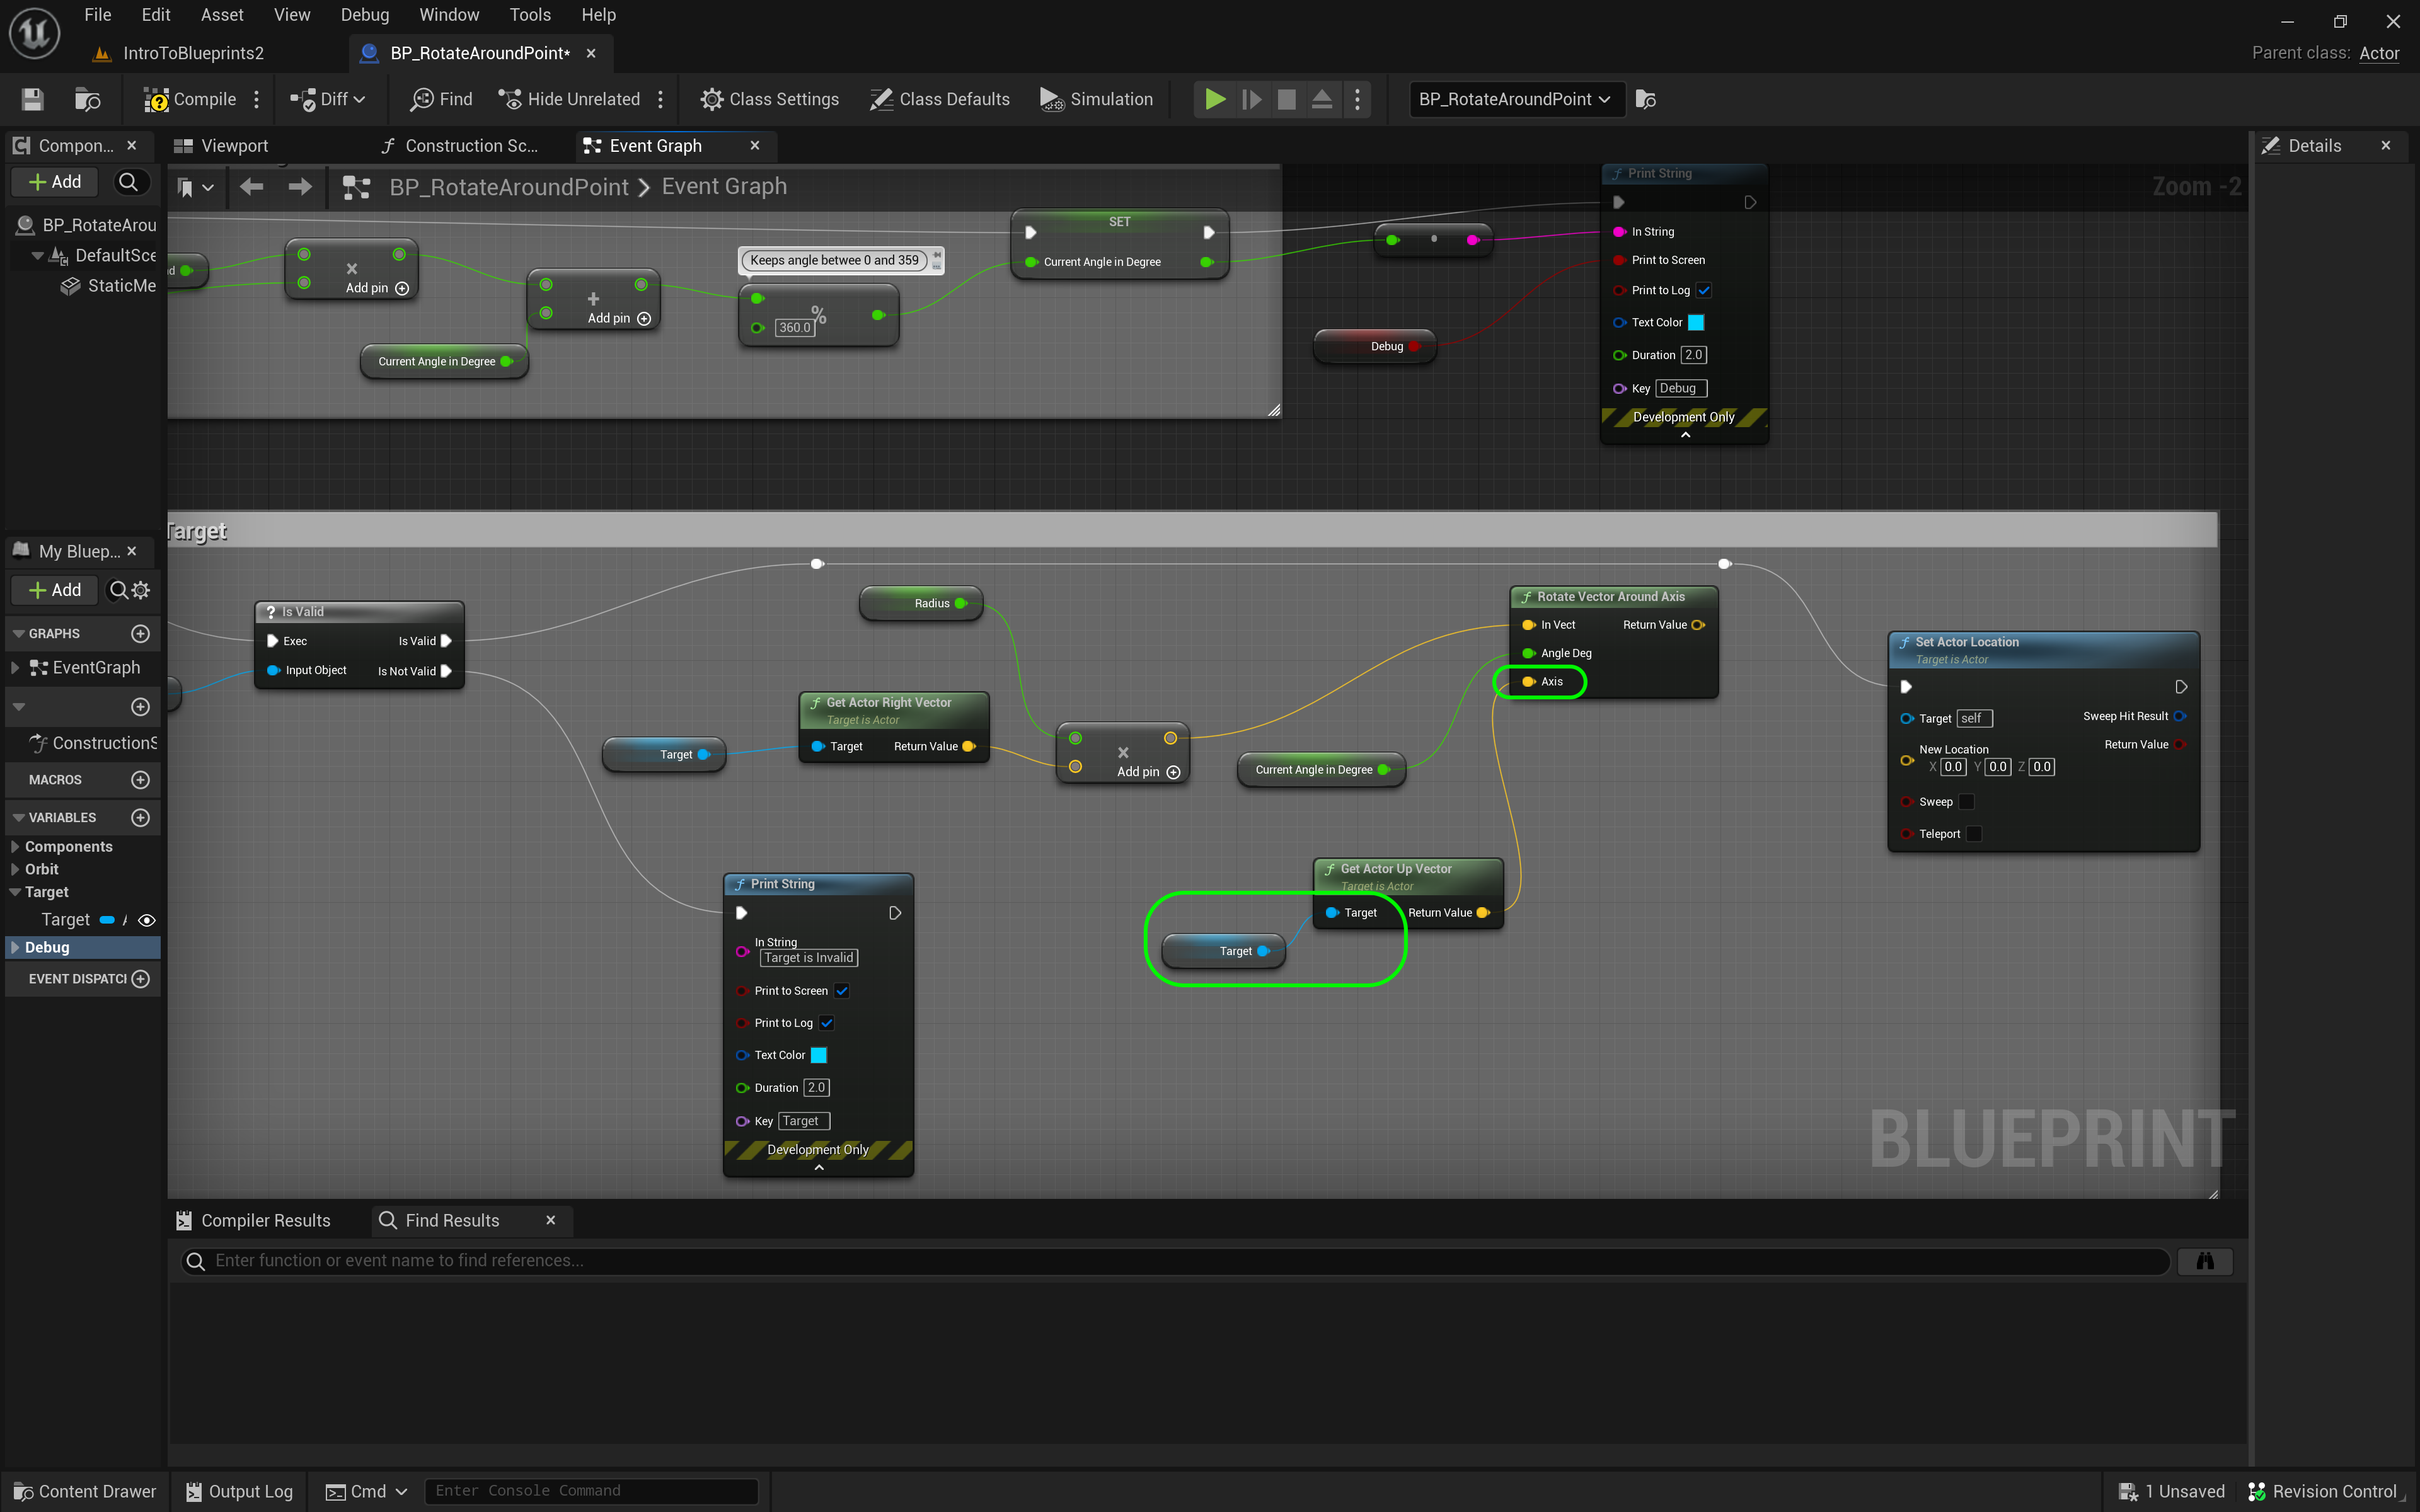 File Edit Asset View Debug Window Tools Help
IntroToBlueprints2
BP_RotateAroundPoint*
Parent class: Actor
Compile
Diff
Find
Hide Unrelated
Class Settings
Class Defaults
Simulation
BP_RotateAroundPoint
Compon...
Viewport
Construction Sc...
Event Graph
Details
Add
BP_RotateAroundPoint > Event Graph
Zoom -2
BP_RotateArou
DefaultSce
StaticMe
Add pin
Add pin
Current Angle in Degree
Keeps angle betwee 0 and 359
%
360.0
SET
Current Angle in Degree
Debug
Print String
In String
Print to Screen
Print to Log
Text Color
Duration 2.0
Key Debug
Development Only
Target
My Bluep...
Add
GRAPHS
EventGraph
ConstructionS
MACROS
VARIABLES
Components
Orbit
Target
Target
Debug
EVENT DISPATCI
? Is Valid
Exec Is Valid
Input Object Is Not Valid
Radius
Target
Get Actor Right Vector
Target is Actor
Target Return Value
Add pin
Current Angle in Degree
Rotate Vector Around Axis
In Vect Return Value
Angle Deg
Axis
Get Actor Up Vector
Target is Actor
Target Return Value
Target
Set Actor Location
Target is Actor
Target self Sweep Hit Result
Return Value
New Location
X 0.0 Y 0.0 Z 0.0
Sweep
Teleport
Print String
In String
Target is Invalid
Print to Screen
Print to Log
Text Color
Duration 2.0
Key Target
Development Only
BLUEPRINT
Compiler Results
Find Results
Enter function or event name to find references...
Content Drawer
Output Log
Cmd
Enter Console Command
1 Unsaved
Revision Control